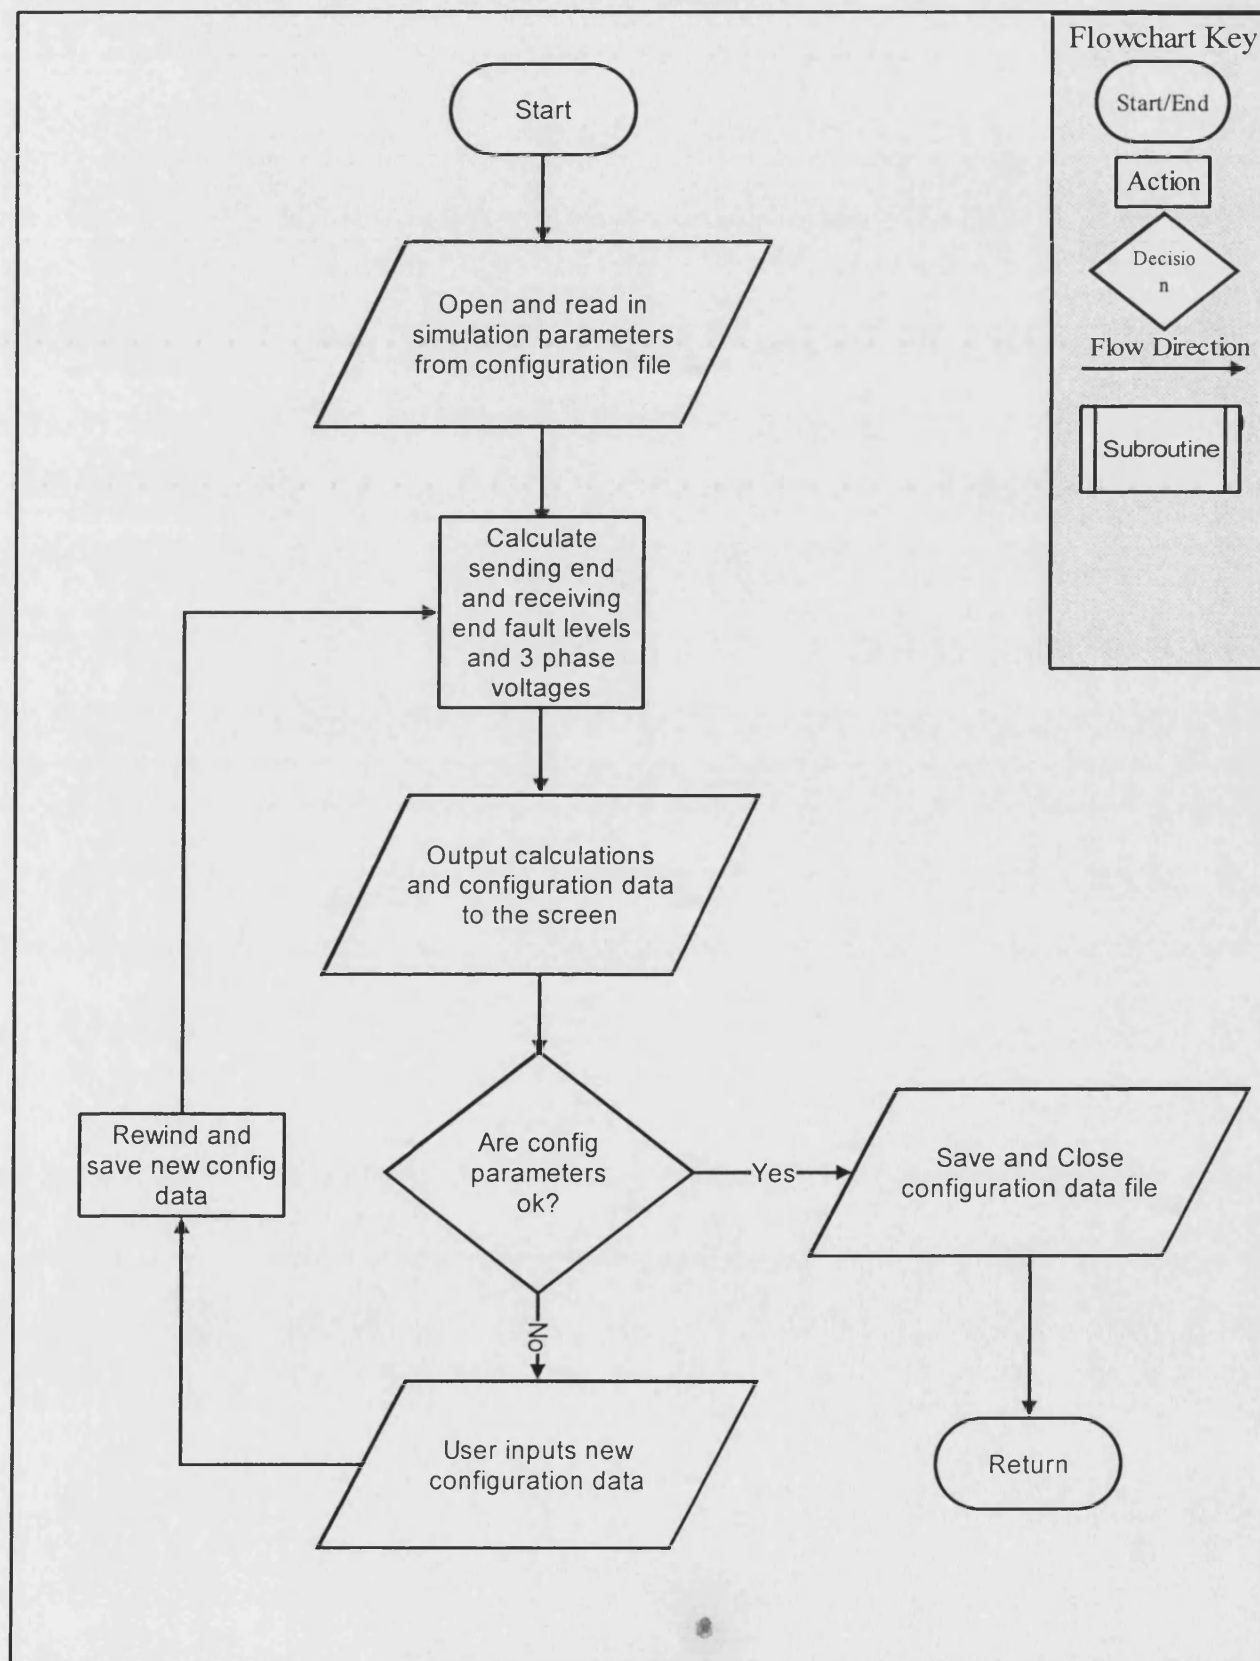 Flowchart Key
Start/End
Action
Decisio
n
Flow Direction
Subroutine
Start
Open and read in
simulation parameters
from configuration file
Calculate
sending end
and receiving
end fault levels
and 3 phase
voltages
Output calculations
and configuration data
to the screen
Are config
parameters
ok?
Yes
Save and Close
configuration data file
Return
No
User inputs new
configuration data
Rewind and
save new config
data